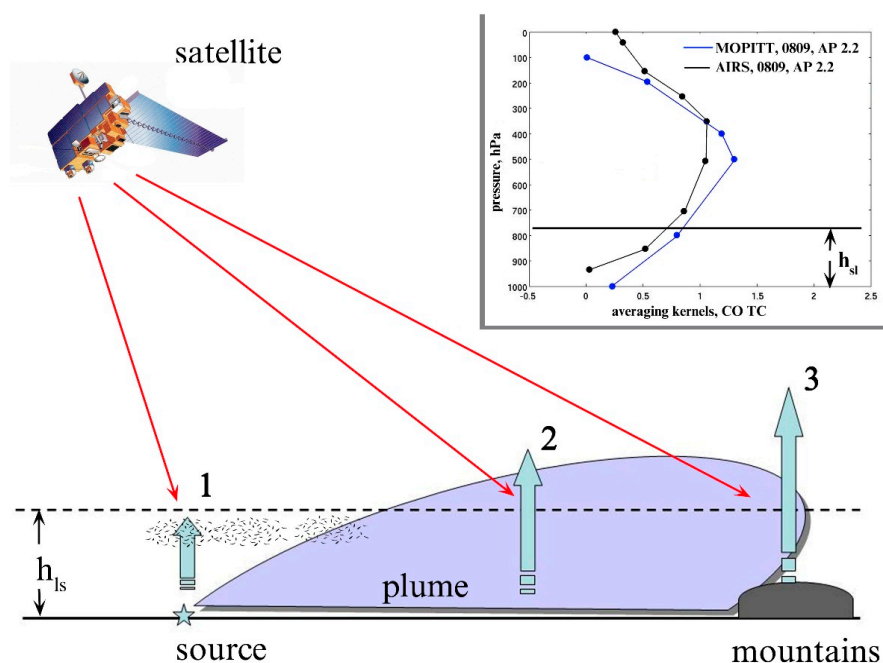 satellite
0
100
200
300
400
500
600
700
800
900
1000
pressure, hPa
MOPITT, 0809, AP 2.2
AIRS, 0809, AP 2.2
h_sl
-0.5 0 0.5 1 1.5 2 2.5
averaging kernels, CO TC
3
2
1
h_ls
plume
source
mountains